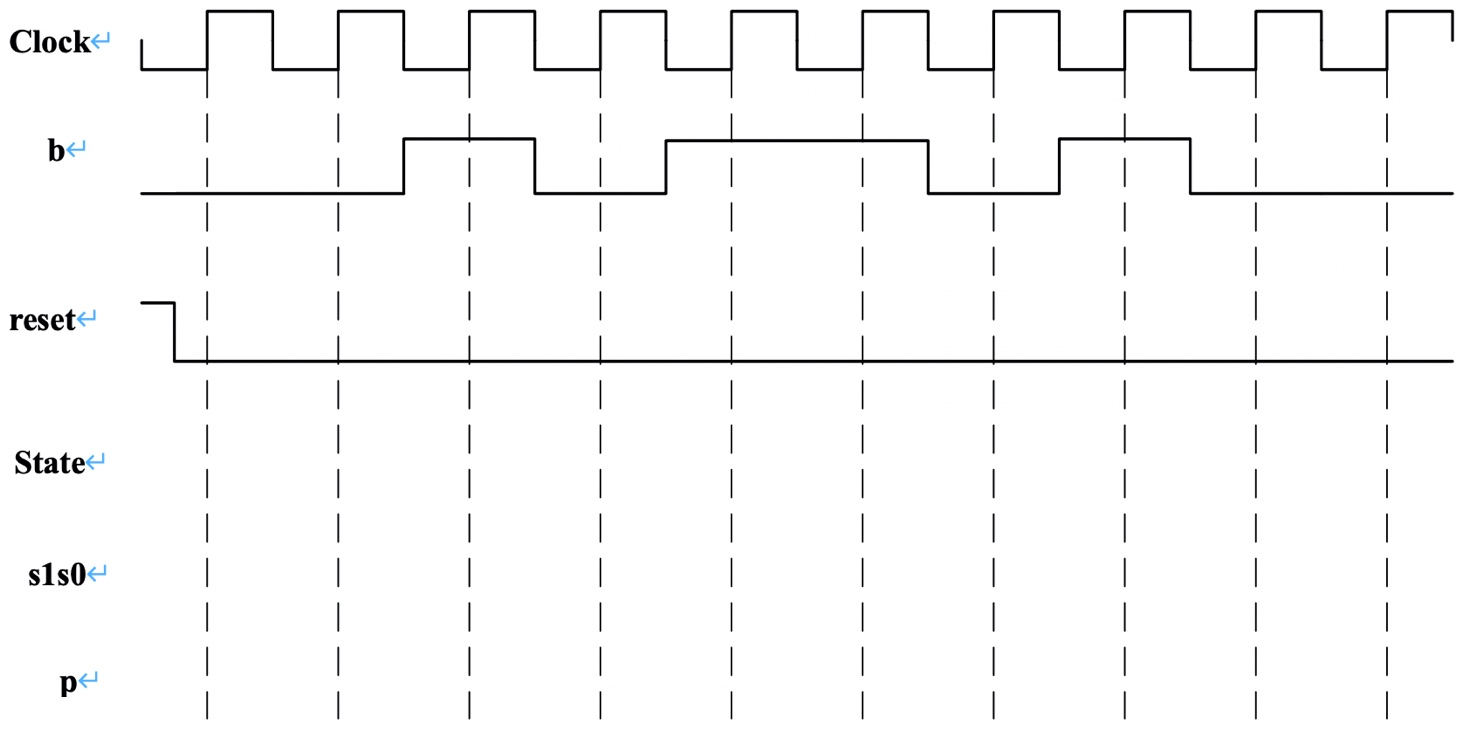 Clock↵
b↵
reset↵
State↵
s1s0↵
p↵